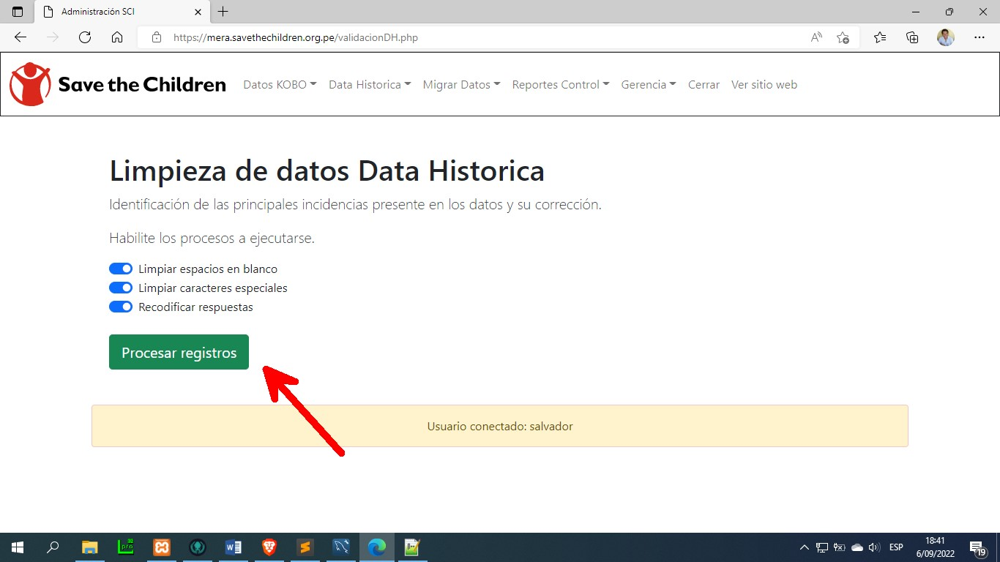 Administración SCI
https://mera.savethechildren.org.pe/validacionDH.php
Save the Children
Datos KOBO Data Historica Migrar Datos Reportes Control Gerencia Cerrar Ver sitio web
Limpieza de datos Data Historica
Identificación de las principales incidencias presente en los datos y su corrección.
Habilite los procesos a ejecutarse.
Limpiar espacios en blanco
Limpiar caracteres especiales
Recodificar respuestas
Procesar registros
Usuario conectado: salvador
ESP
18:41
6/09/2022
19